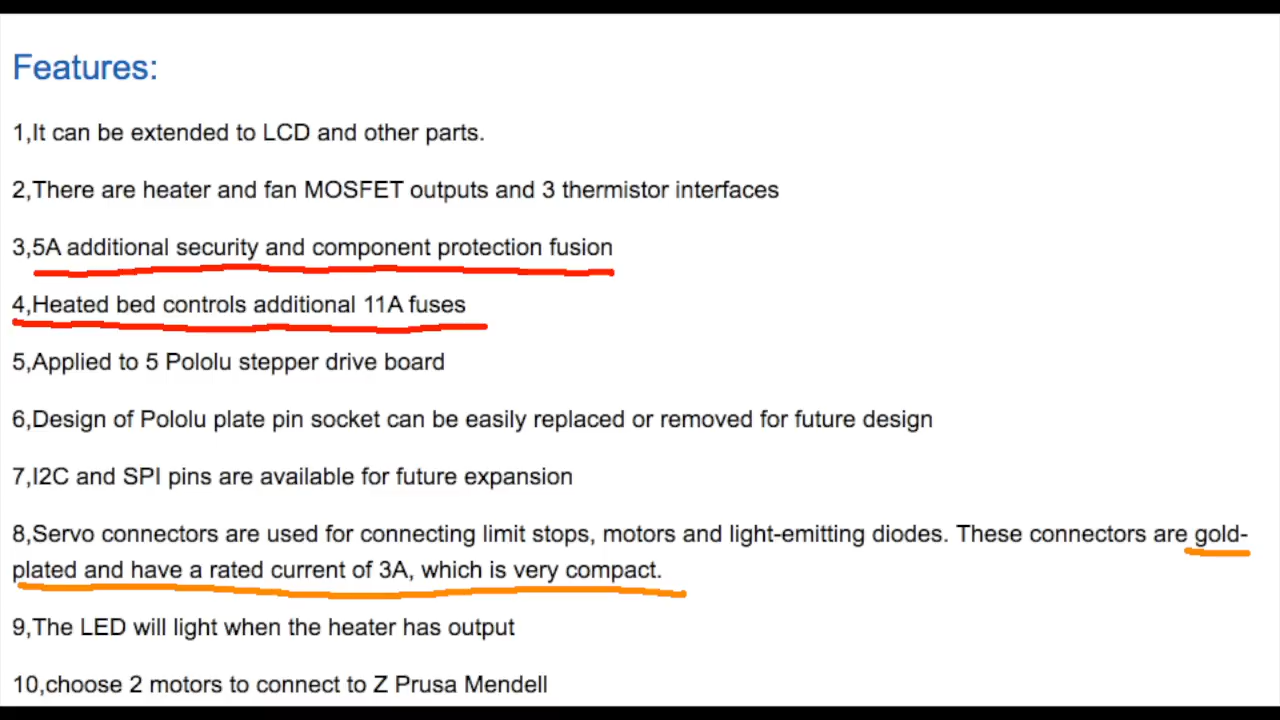 Features:
1,It can be extended to LCD and other parts.
2,There are heater and fan MOSFET outputs and 3 thermistor interfaces
3,5A additional security and component protection fusion
4,Heated bed controls additional 11A fuses
5,Applied to 5 Pololu stepper drive board
6,Design of Pololu plate pin socket can be easily replaced or removed for future design
7,I2C and SPI pins are available for future expansion
8,Servo connectors are used for connecting limit stops, motors and light-emitting diodes. These connectors are gold-
plated and have a rated current of 3A, which is very compact.
9,The LED will light when the heater has output
10,choose 2 motors to connect to Z Prusa Mendell